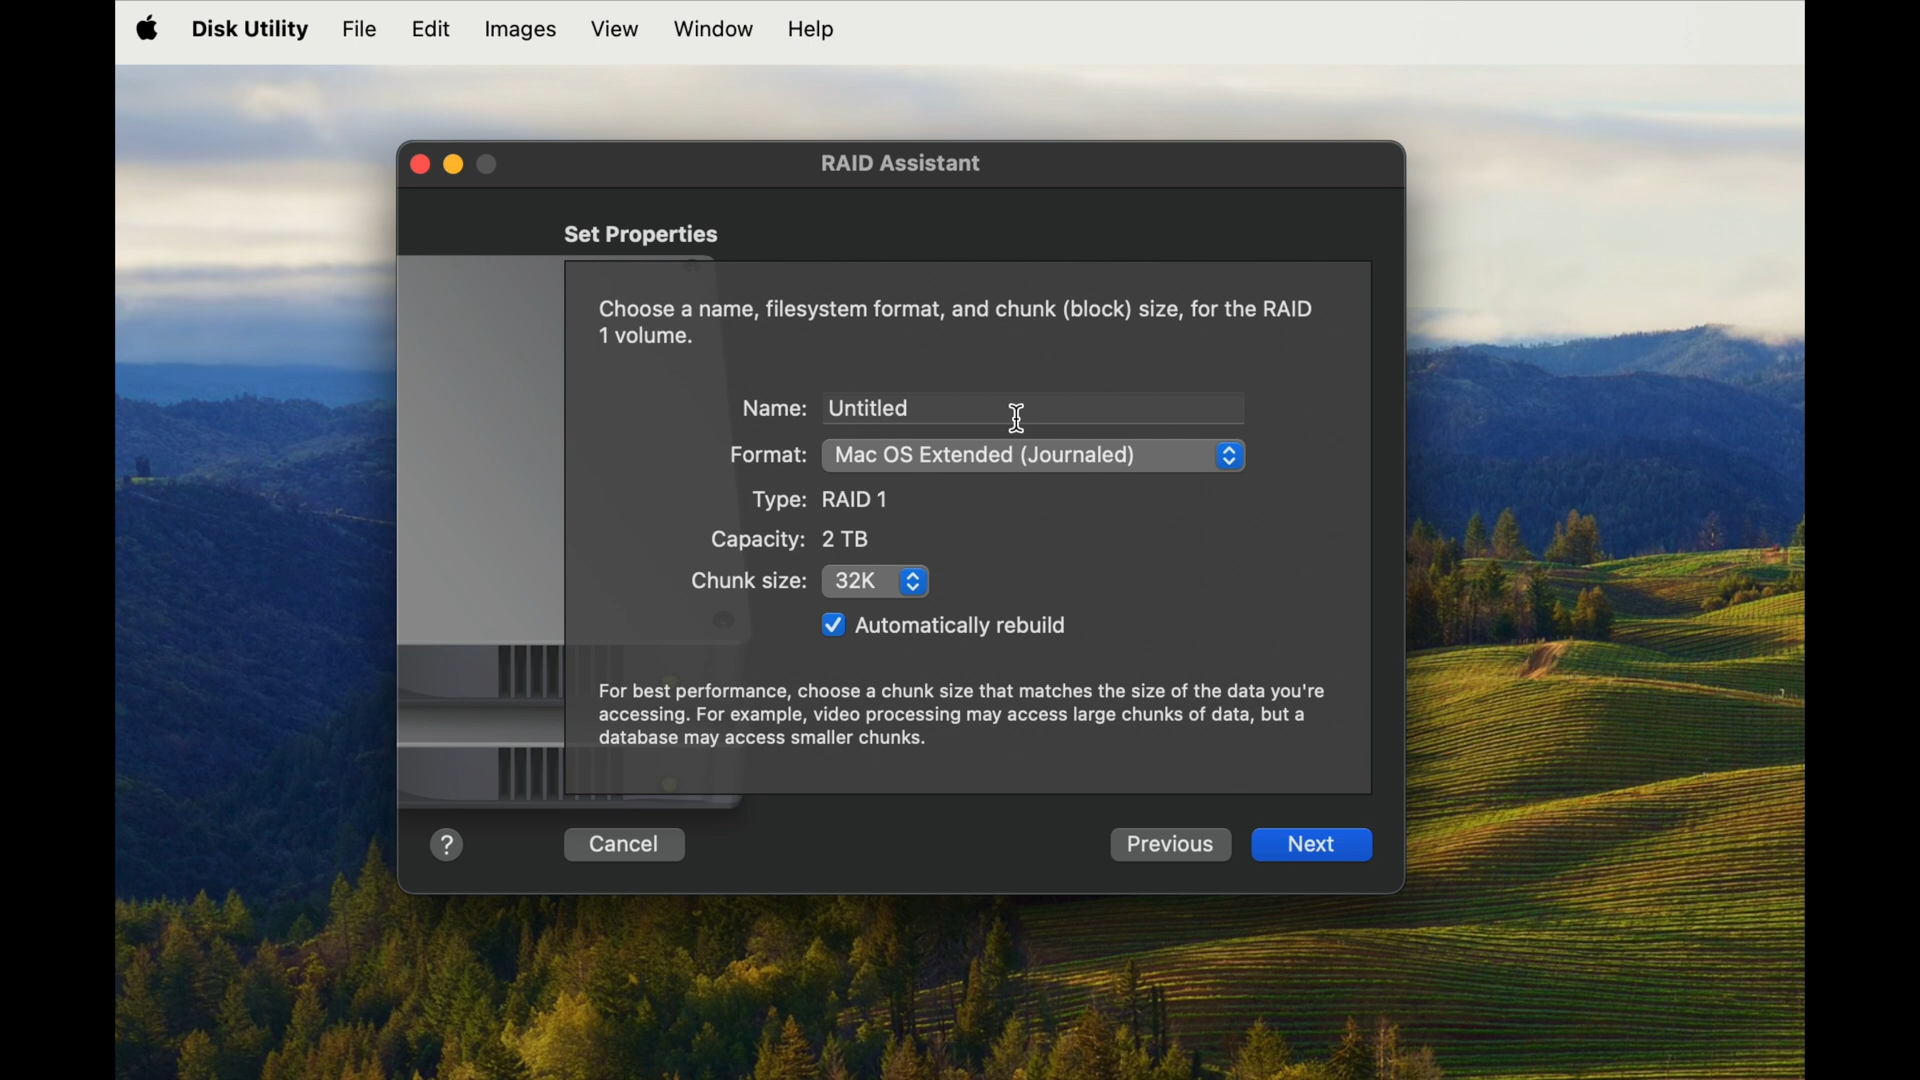 Disk Utility File Edit Images View Window Help
RAID Assistant
Set Properties
Choose a name, filesystem format, and chunk (block) size, for the RAID
1 volume.
Name: Untitled
Format: Mac OS Extended (Journaled)
Type: RAID 1
Capacity: 2 TB
Chunk size: 32K
Automatically rebuild
For best performance, choose a chunk size that matches the size of the data you're
accessing. For example, video processing may access large chunks of data, but a
database may access smaller chunks.
? Cancel Previous Next